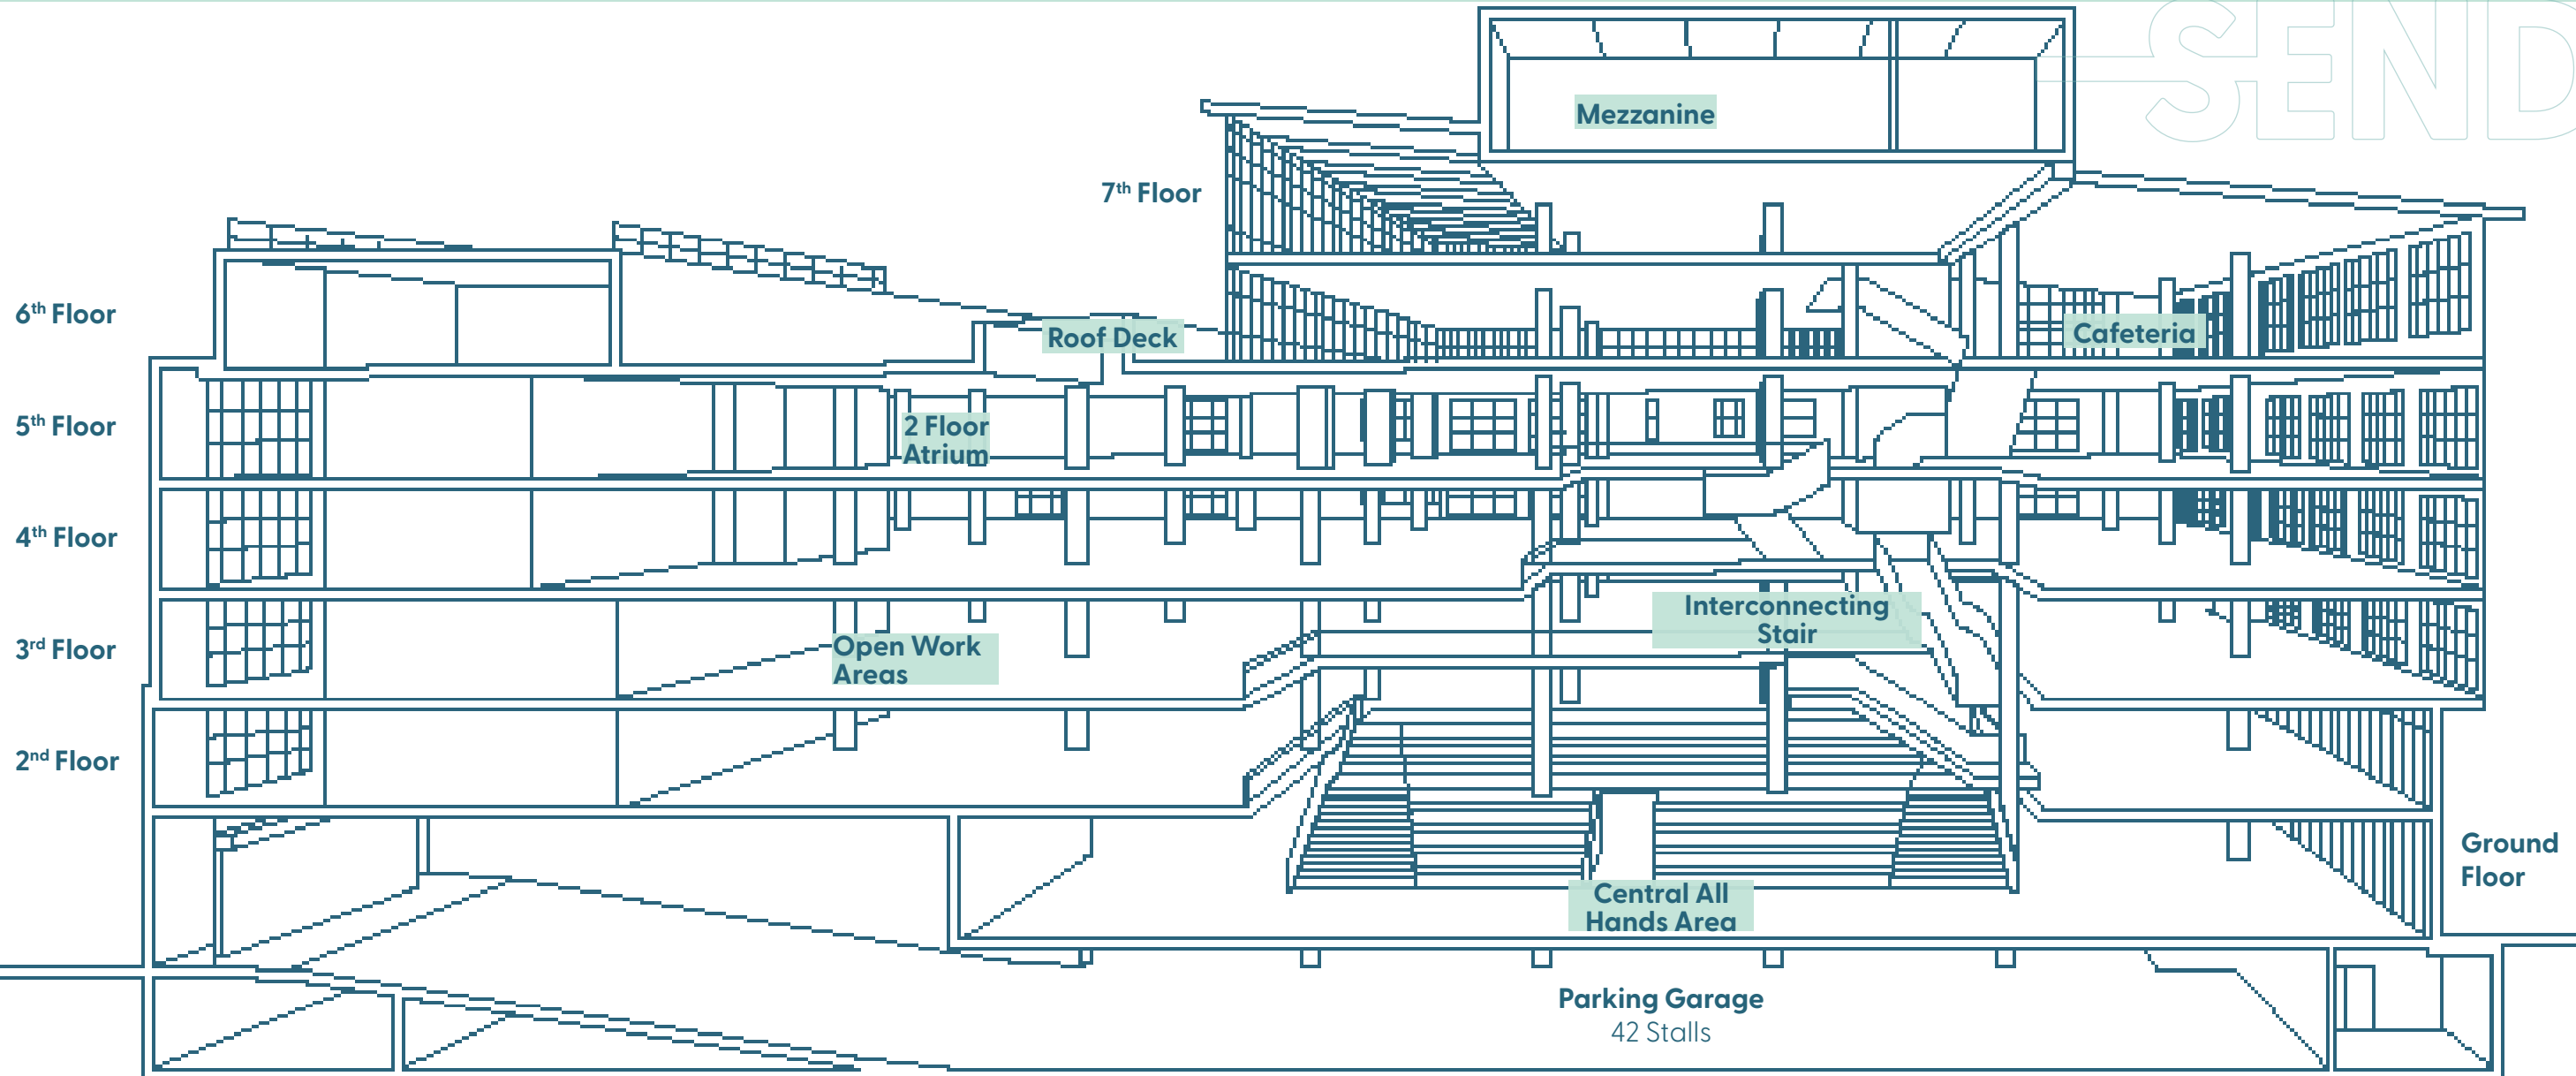 SEND
Mezzanine
7th Floor
6th Floor
Roof Deck
Cafeteria
5th Floor
2 Floor
Atrium
4th Floor
Interconnecting
Stair
3rd Floor
Open Work
Areas
2nd Floor
Ground
Floor
Central All
Hands Area
Parking Garage
42 Stalls